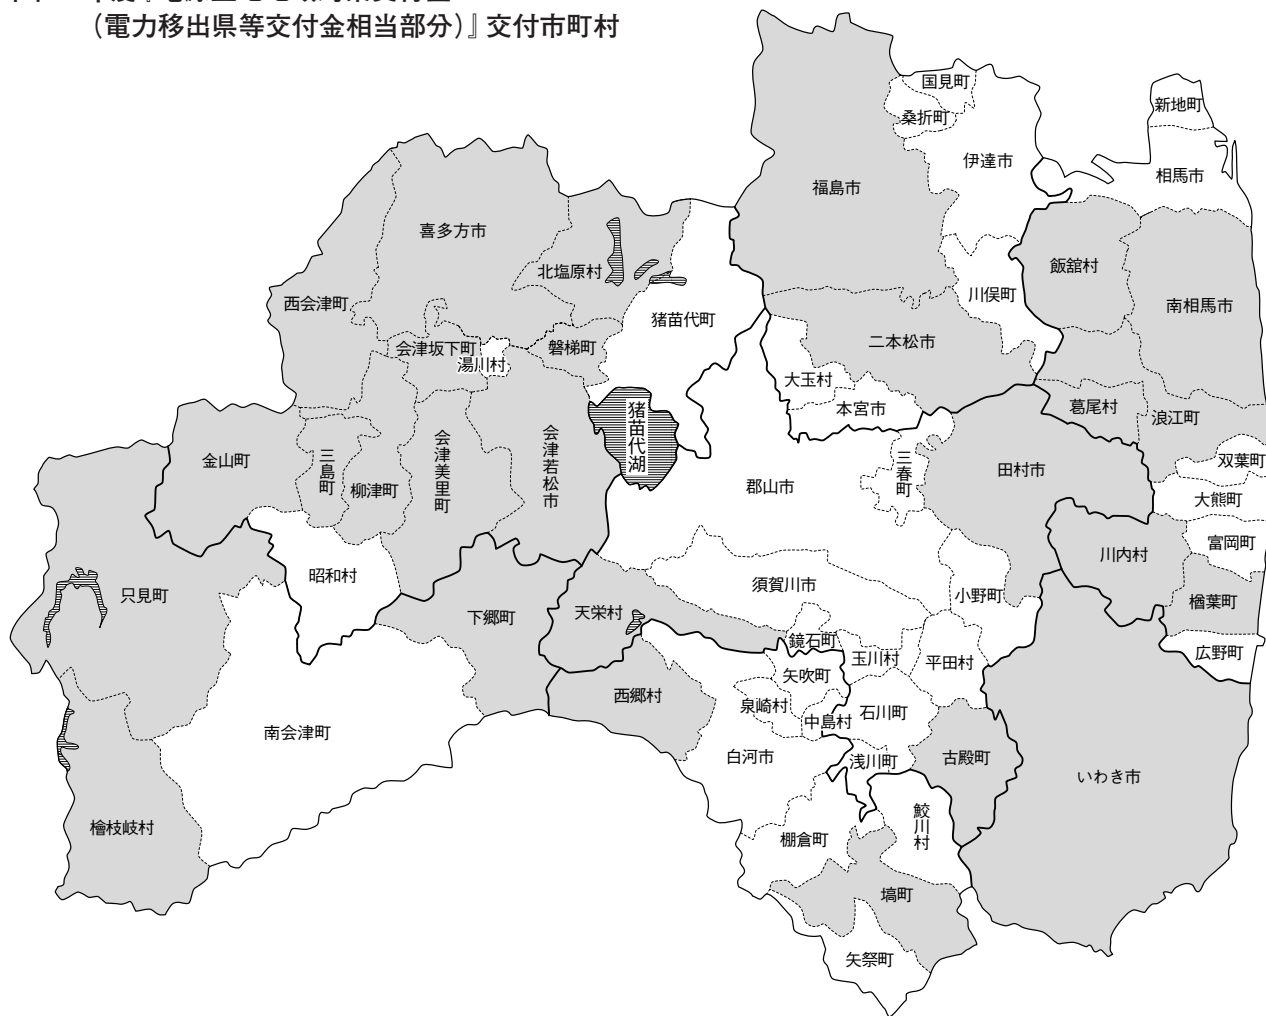 （電力移出県等交付金相当部分）』交付市町村
国見町
桑折町
新地町
伊達市
相馬市
福島市
喜多方市
北塩原村
飯舘村
西会津町
川俣町
南相馬市
猪苗代町
二本松市
会津坂下町
湯川村
磐梯町
大玉村
本宮市
葛尾村
浪江町
猪苗代湖
金山町
三島町
柳津町
会津美里町
会津若松市
郡山市
三春町
田村市
双葉町
大熊町
富岡町
川内村
昭和村
只見町
須賀川市
小野町
楢葉町
下郷町
天栄村
鏡石町
玉川村
平田村
広野町
矢吹町
西郷村
泉崎村
中島村
石川町
南会津町
白河市
浅川町
古殿町
いわき市
檜枝岐村
棚倉町
鮫川村
塙町
矢祭町